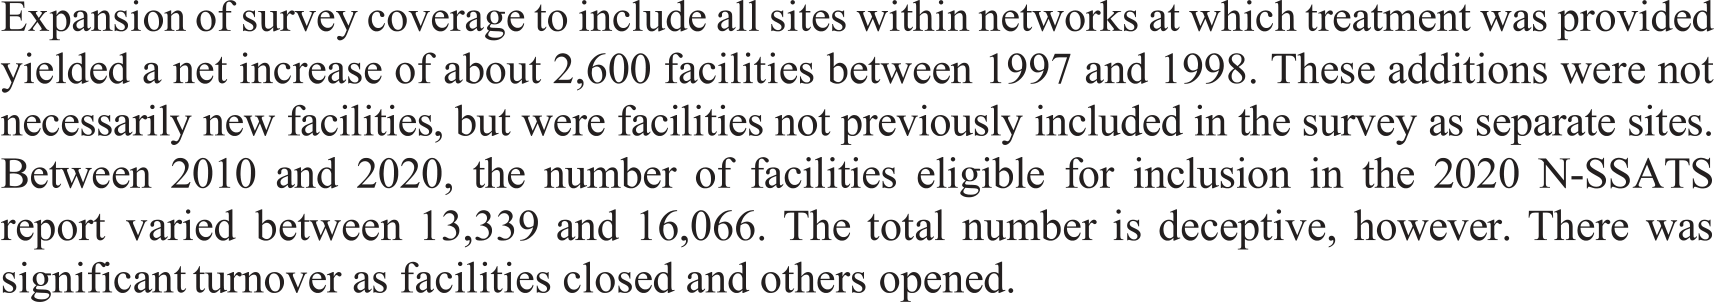 Expansion of survey coverage to include all sites within networks at which treatment was provided
yielded a net increase of about 2,600 facilities between 1997 and 1998. These additions were not
necessarily new facilities, but were facilities not previously included in the survey as separate sites.
Between 2010 and 2020, the number of facilities eligible for inclusion in the 2020 N-SSATS
report varied between 13,339 and 16,066. The total number is deceptive, however. There was
significant turnover as facilities closed and others opened.